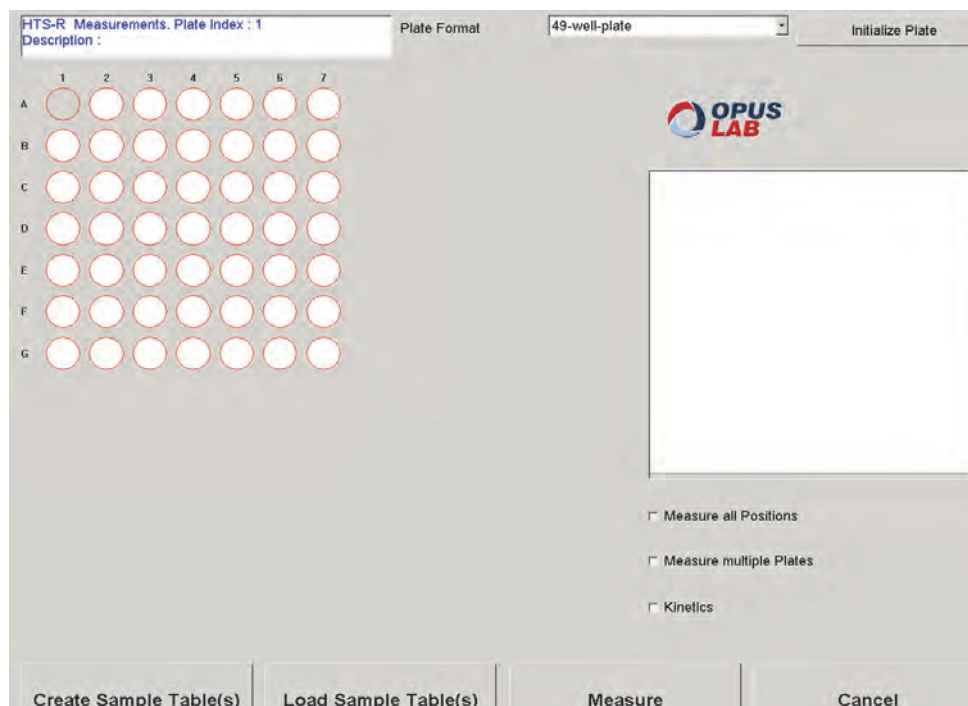 HTS-R Measurements. Plate Index : 1
Description :
Plate Format
49-well-plate
Initialize Plate
1 2 3 4 5 6 7
A
B
C
D
E
F
G
OPUS
LAB
Measure all Positions
Measure multiple Plates
Kinetics
Create Sample Table(s)
Load Sample Table(s)
Measure
Cancel